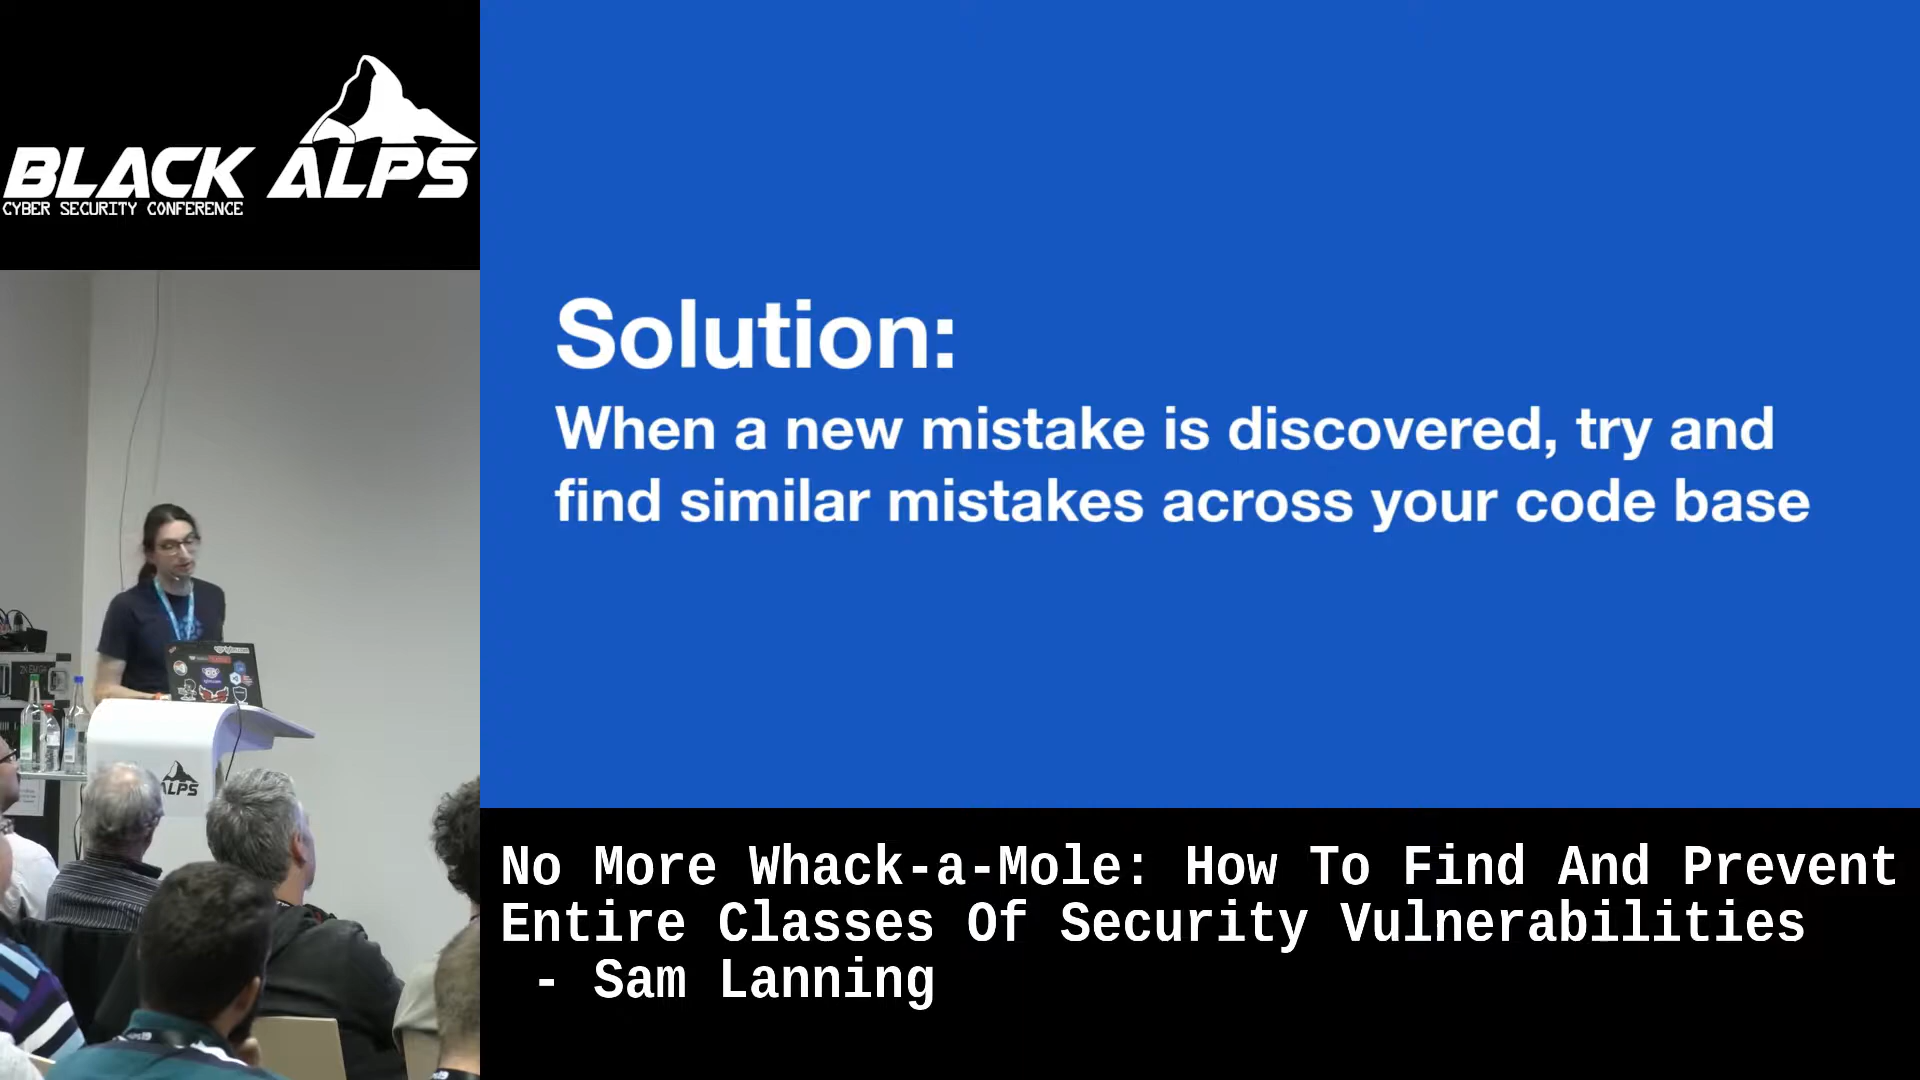 BLACK ALPS
CYBER SECURITY CONFERENCE
Solution:
When a new mistake is discovered, try and
find similar mistakes across your code base
ALPS
No More Whack-a-Mole: How To Find And Prevent
Entire Classes Of Security Vulnerabilities
- Sam Lanning